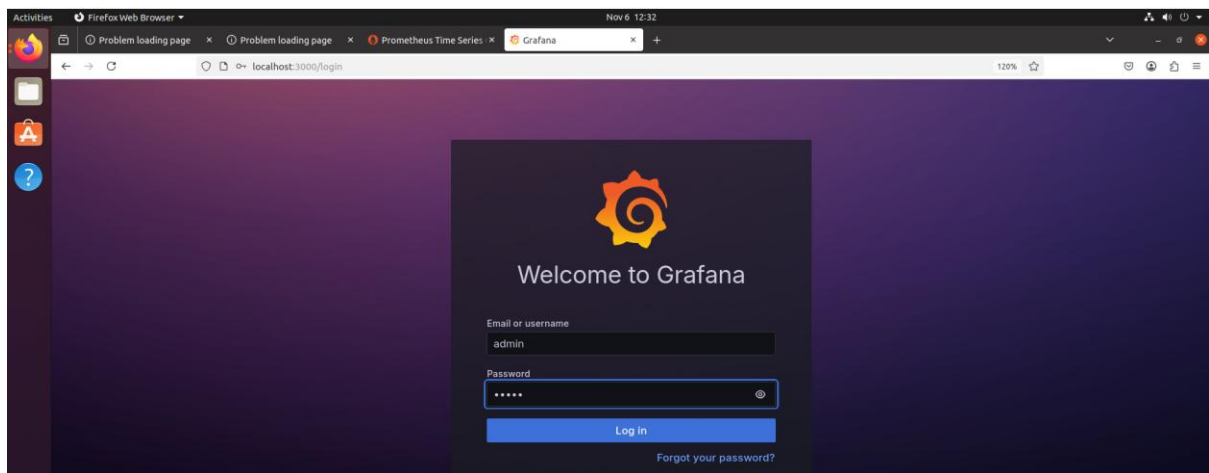 Activities Firefox Web Browser Nov 6 12:32
Problem loading page Problem loading page Prometheus Time Series Grafana
localhost:3000/login 120%
Welcome to Grafana
Email or username
admin
Password
•••••
Log in
Forgot your password?